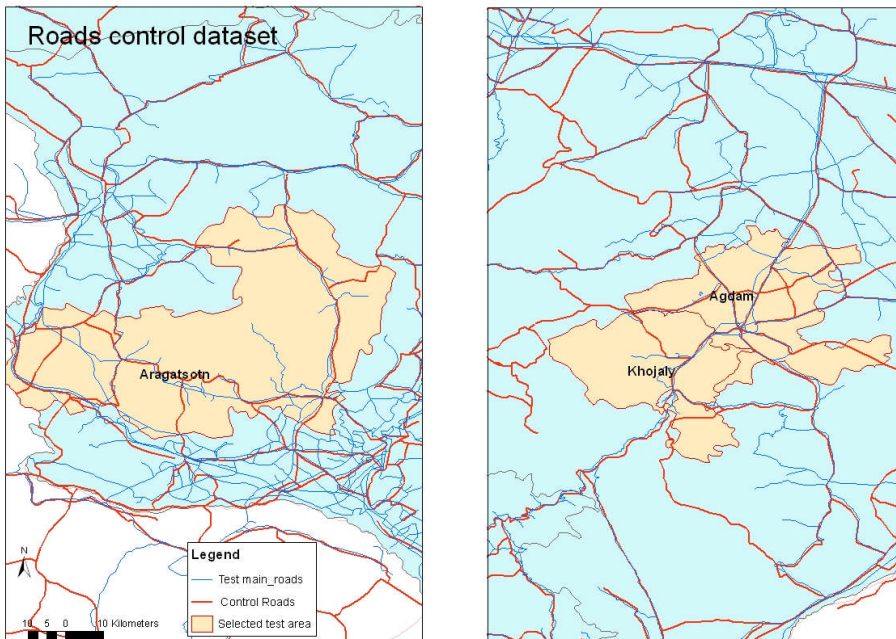 Roads control dataset
Agdam
Khojaly
Aragatsotn
N
Legend
Test main_roads
Control Roads
Selected test area
10 5 0 10 Kilometers